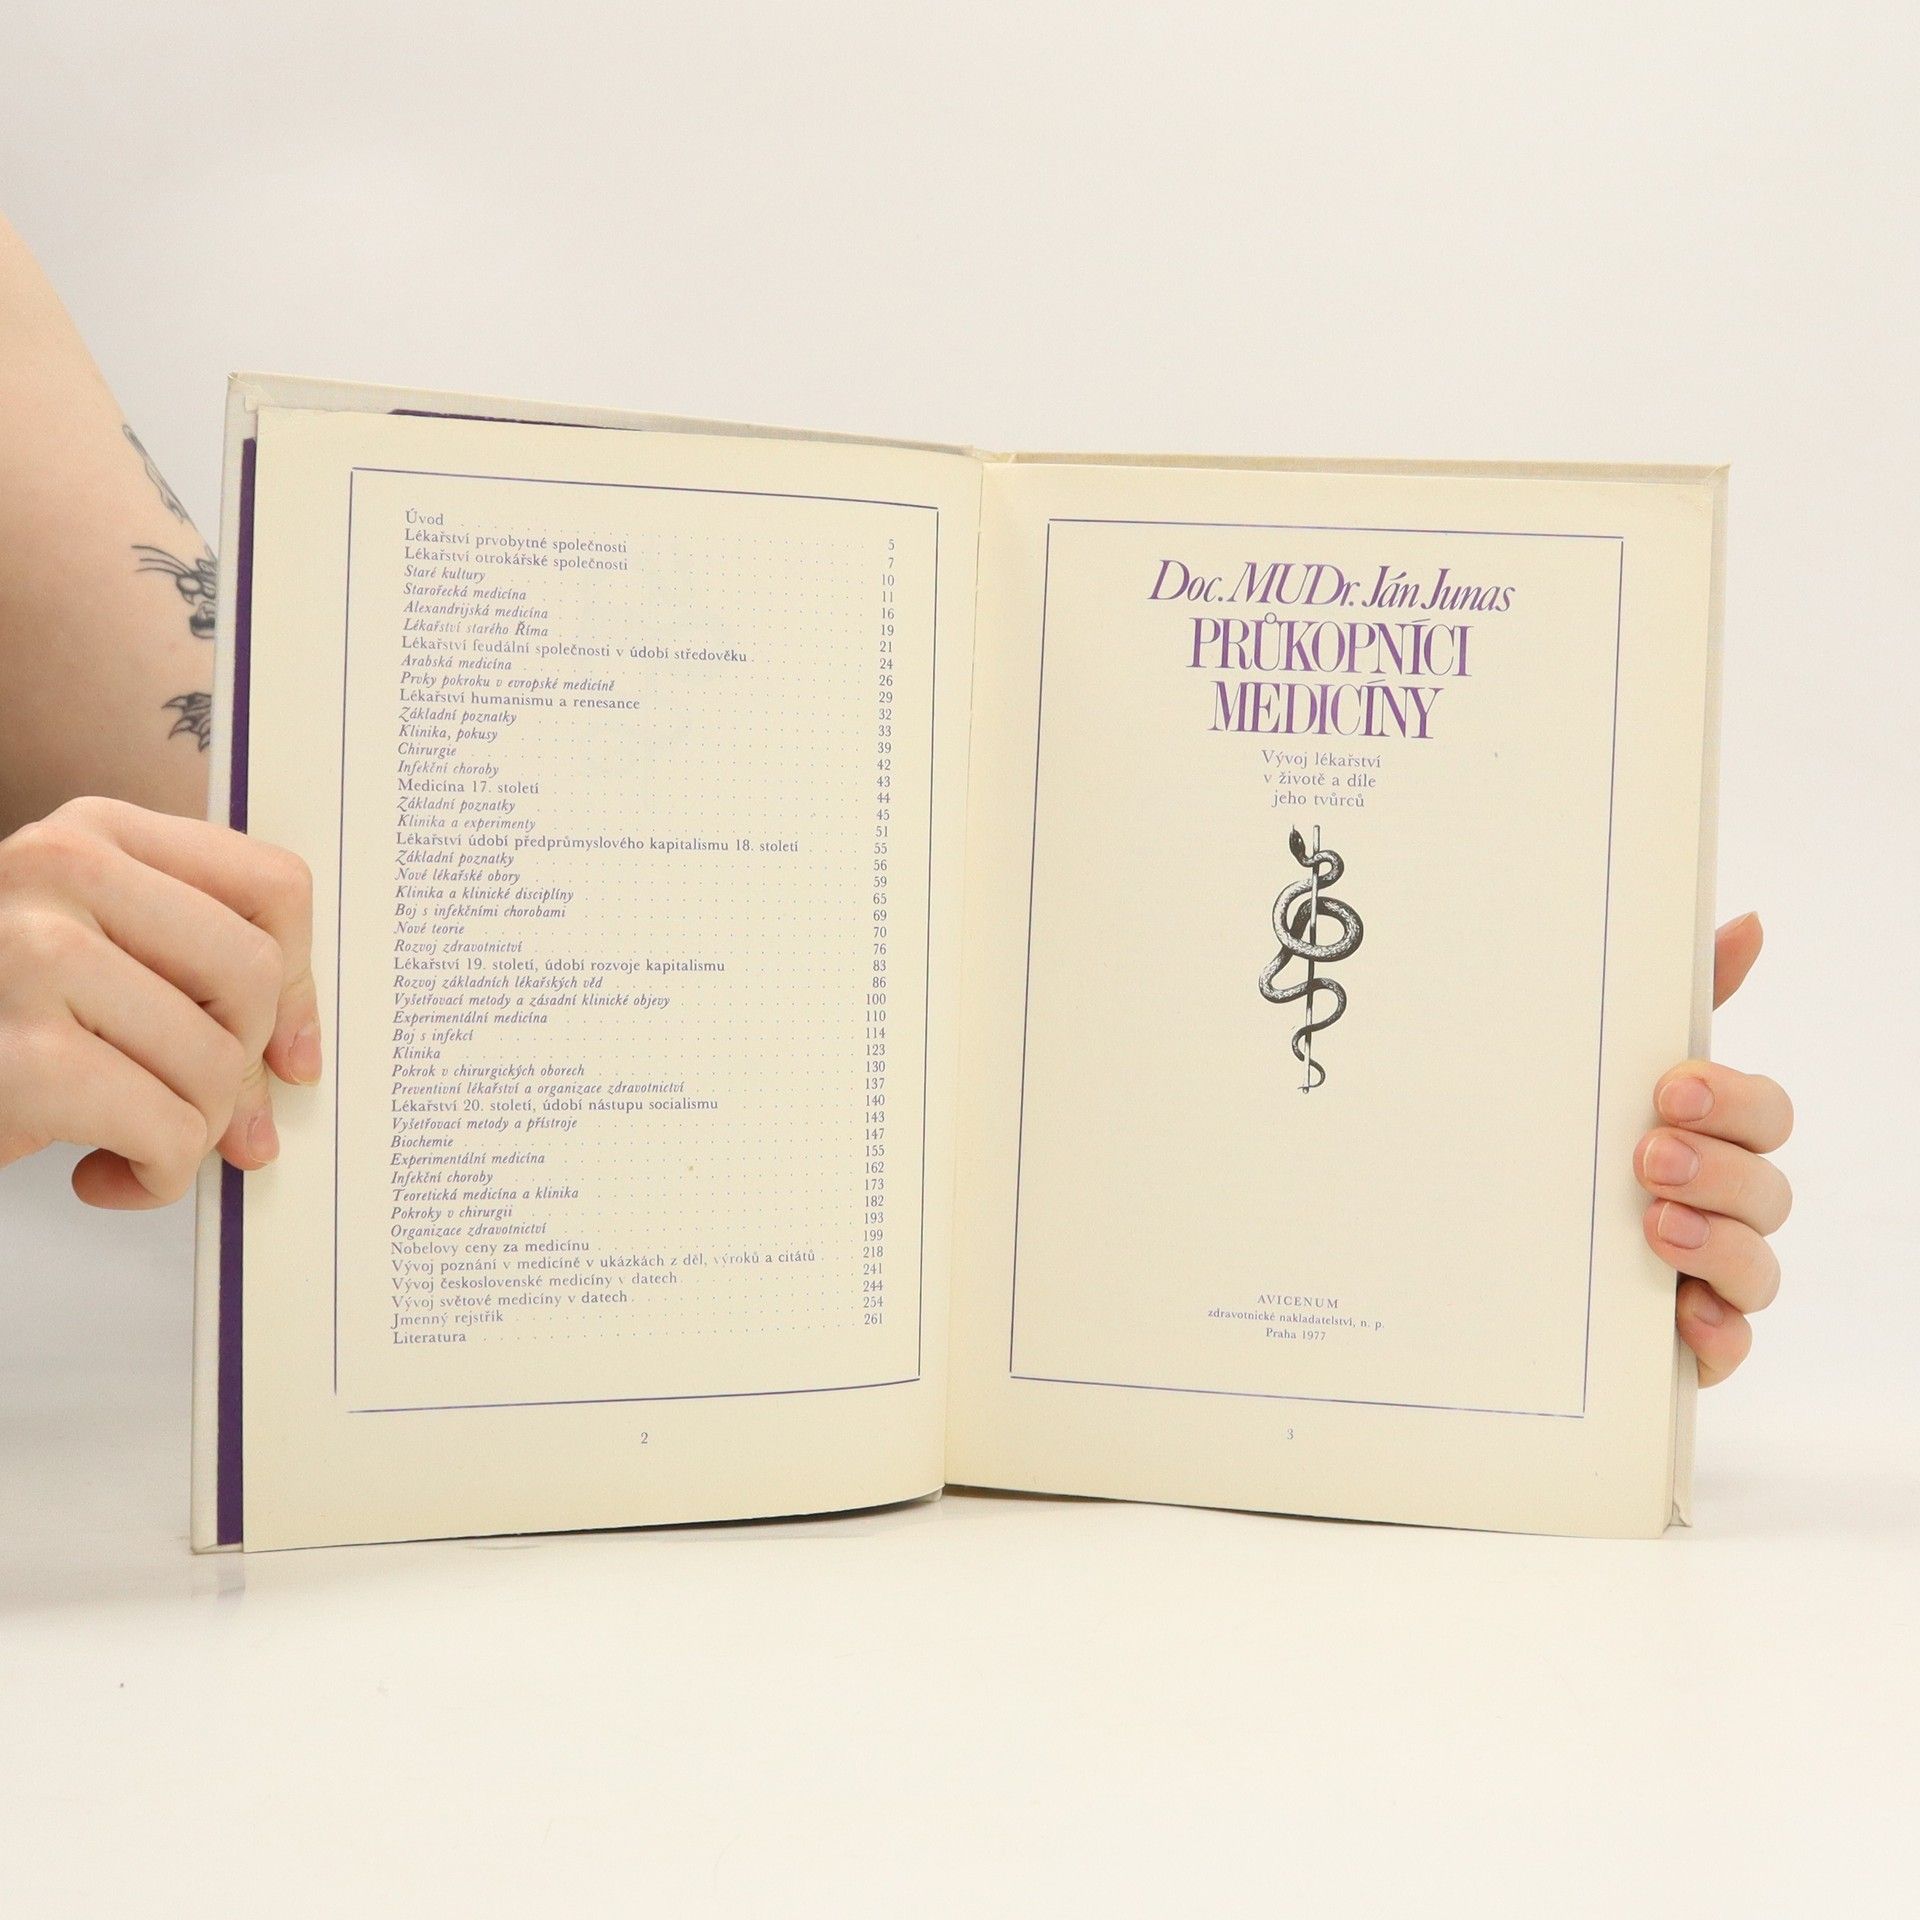 Úvod 5
Lékařství prvobytné společnosti 7
Lékařství otrokářské společnosti 10
Staré kultury 11
Starořecká medicína 16
Alexandrijská medicína 19
Lékařství starého Říma 21
Lékařství feudální společnosti v údobí středověku 24
Arabská medicína 26
Prvky pokroku v evropské medicíně 29
Lékařství humanismu a renesance 32
Základní poznatky 33
Klinika, pokusy 39
Chirurgie 42
Infekční choroby 43
Medicína 17. století 44
Základní poznatky 45
Klinika a experimenty 51
Lékařství údobí předprůmyslového kapitalismu 18. století 55
Základní poznatky 56
Nové lékařské obory 59
Klinika a klinické disciplíny 65
Boj s infekčními chorobami 69
Nové teorie 70
Rozvoj zdravotnictví 76
Lékařství 19. století, údobí rozvoje kapitalismu 83
Rozvoj základních lékařských věd 86
Vyšetřovací metody a zásadní klinické objevy 100
Experimentální medicína 110
Boj s infekcí 114
Klinika 123
Pokrok v chirurgických oborech 130
Preventivní lékařství a organizace zdravotnictví 137
Lékařství 20. století, údobí nástupu socialismu 140
Vyšetřovací metody a přístroje 143
Biochemie 147
Experimentální medicína 155
Infekční choroby 162
Teoretická medicína a klinika 173
Pokroky v chirurgii 182
Organizace zdravotnictví 193
Nobelovy ceny za medicínu 199
Vývoj poznání v medicíně v ukázkách z děl, výroků a citátů 218
Vývoj československé medicíny v datech 241
Vývoj světové medicíny v datech 244
Jmenný rejstřík 254
Literatura 261
2
Doc. MUDr. Ján Junas
PRŮKOPNÍCI
MEDICÍNY
Vývoj lékařství
v životě a díle
jeho tvůrců
AVICENUM
zdravotnické nakladatelství, n. p.
Praha 1977
3